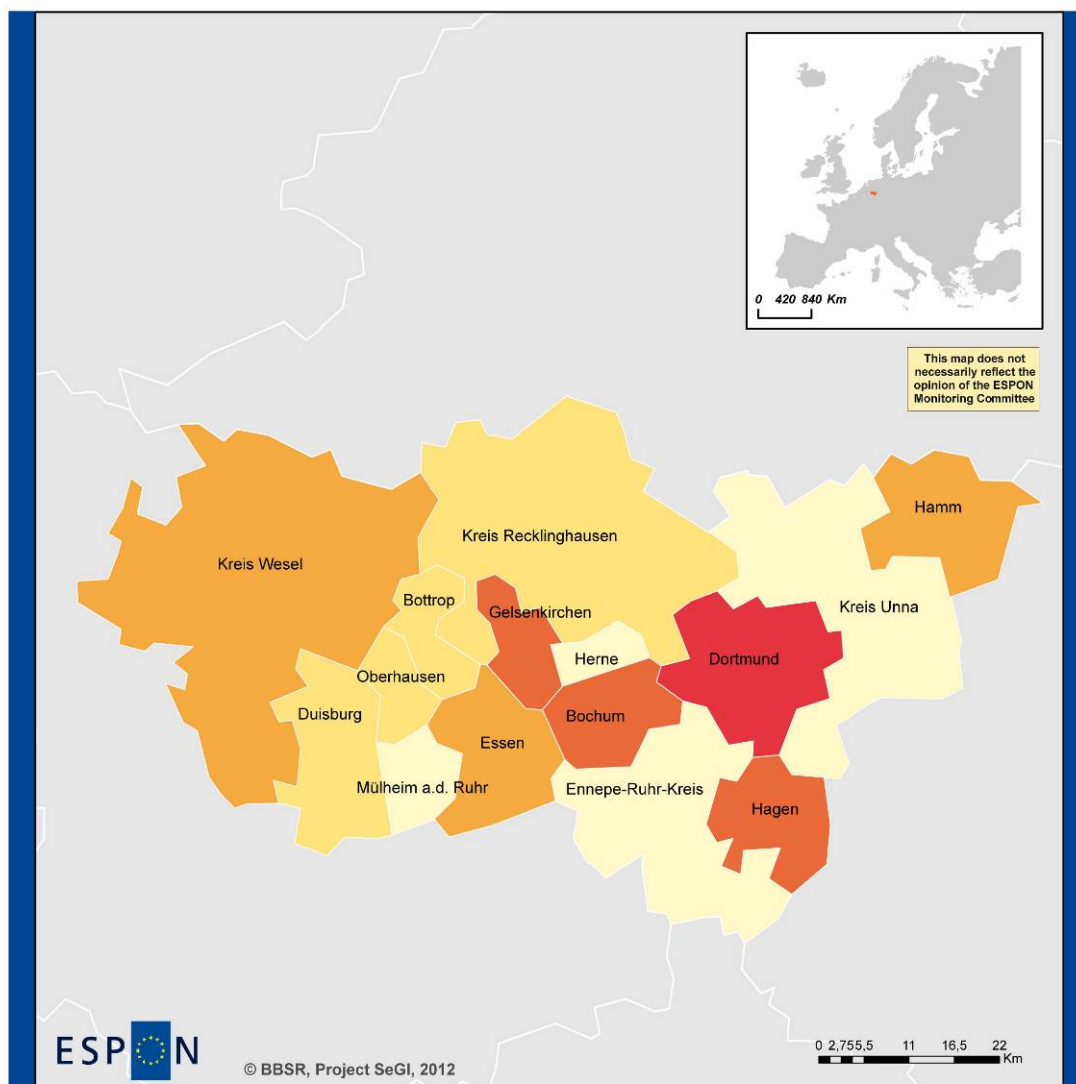 0 420 840 Km
This map does not
necessarily reflect the
opinion of the ESPON
Monitoring Committee
Hamm
Kreis Recklinghausen
Kreis Wesel
Bottrop
Gelsenkirchen
Kreis Unna
Herne
Dortmund
Oberhausen
Duisburg
Bochum
Essen
Mülheim a.d. Ruhr
Ennepe-Ruhr-Kreis
Hagen
ESPON
© BBSR, Project SeGI, 2012
0 2,755,5 11 16,5 22
Km